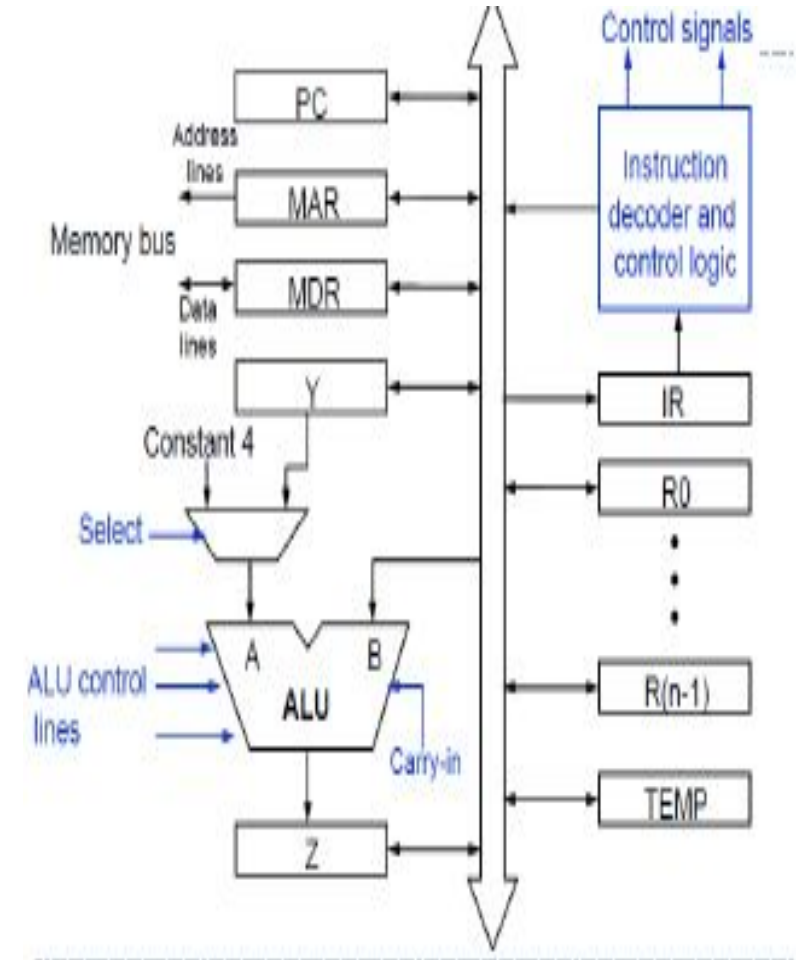 Control signals
PC
Address
lines
MAR
Instruction
decoder and
control logic
Memory bus
MDR
Data
lines
Y
IR
Constant 4
R0
Select
A
B
ALU
ALU control
lines
R(n-1)
Carry-in
TEMP
Z